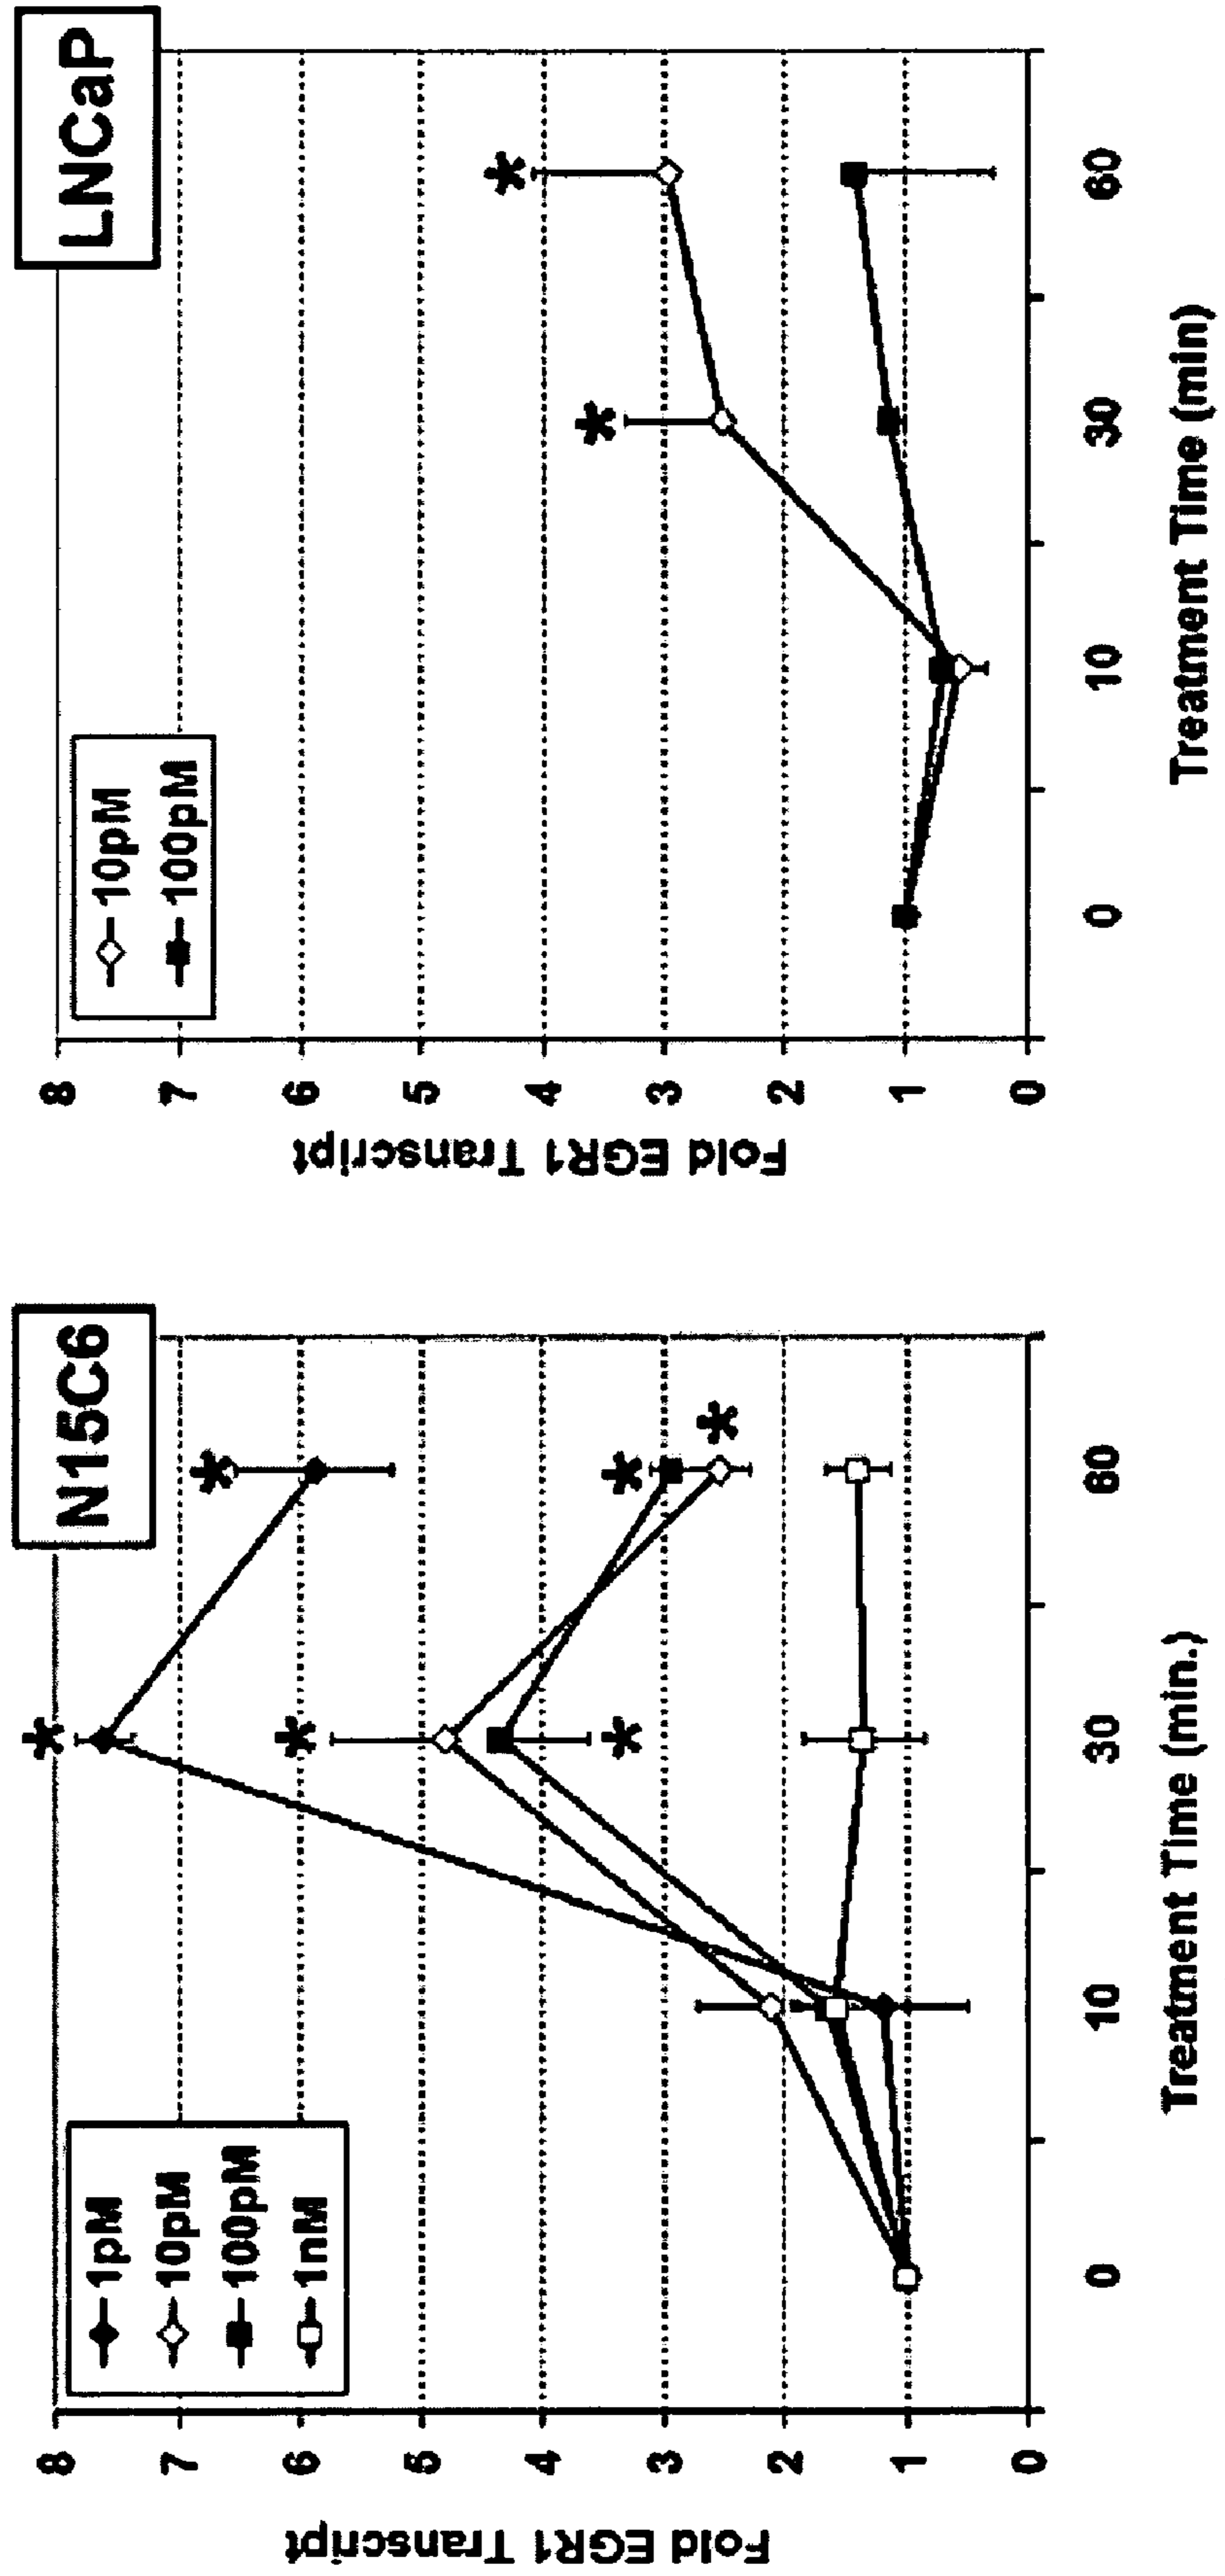 N15C6
1pM
10pM
100pM
1nM
Fold EGR1 Transcript
8
7
6
5
4
3
2
1
0
0 10 30 60
Treatment Time (min.)
*
*
*
*
*
*
LNCaP
10pM
100pM
Fold EGR1 Transcript
8
7
6
5
4
3
2
1
0
0 10 30 60
Treatment Time (min)
*
*